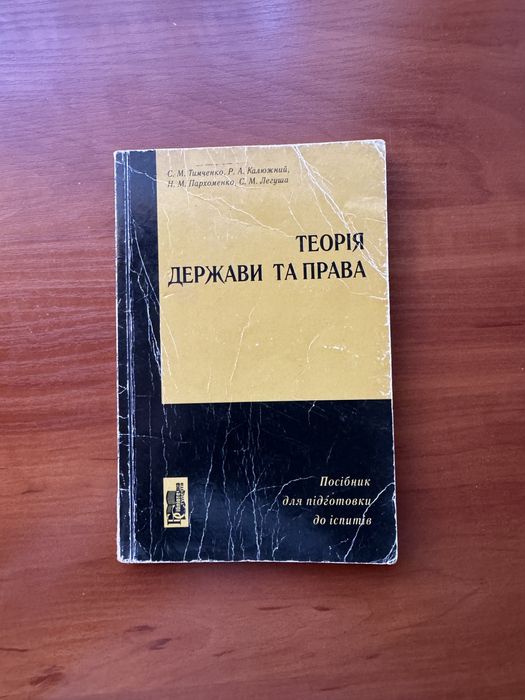 С. М. Тимченко, Р. А. Калюжний,
Н. М. Пархоменко, С. М. Легуша
ТЕОРІЯ
ДЕРЖАВИ ТА ПРАВА
Посібник
для підготовки
до іспитів